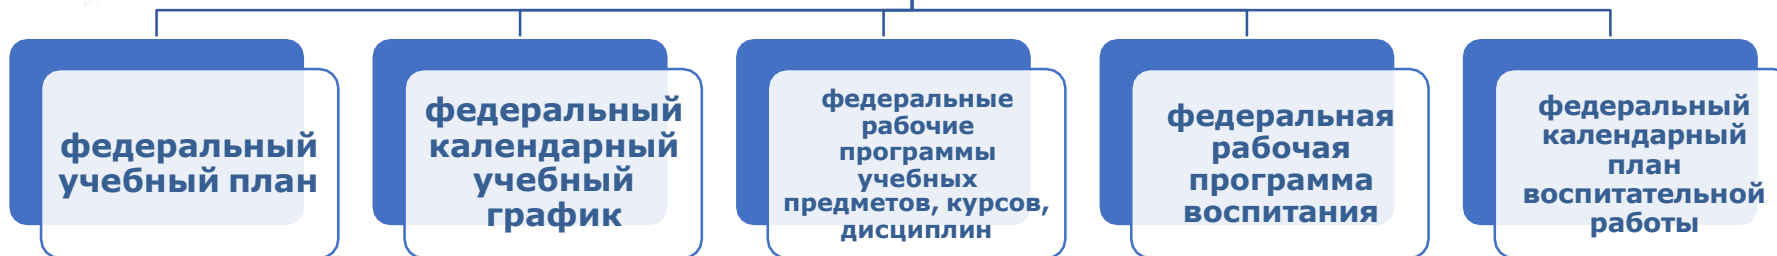 федеральный
учебный план
федеральный
календарный
учебный
график
федеральные
рабочие
программы
учебных
предметов, курсов,
дисциплин
федеральная
рабочая
программа
воспитания
федеральный
календарный
план
воспитательной
работы